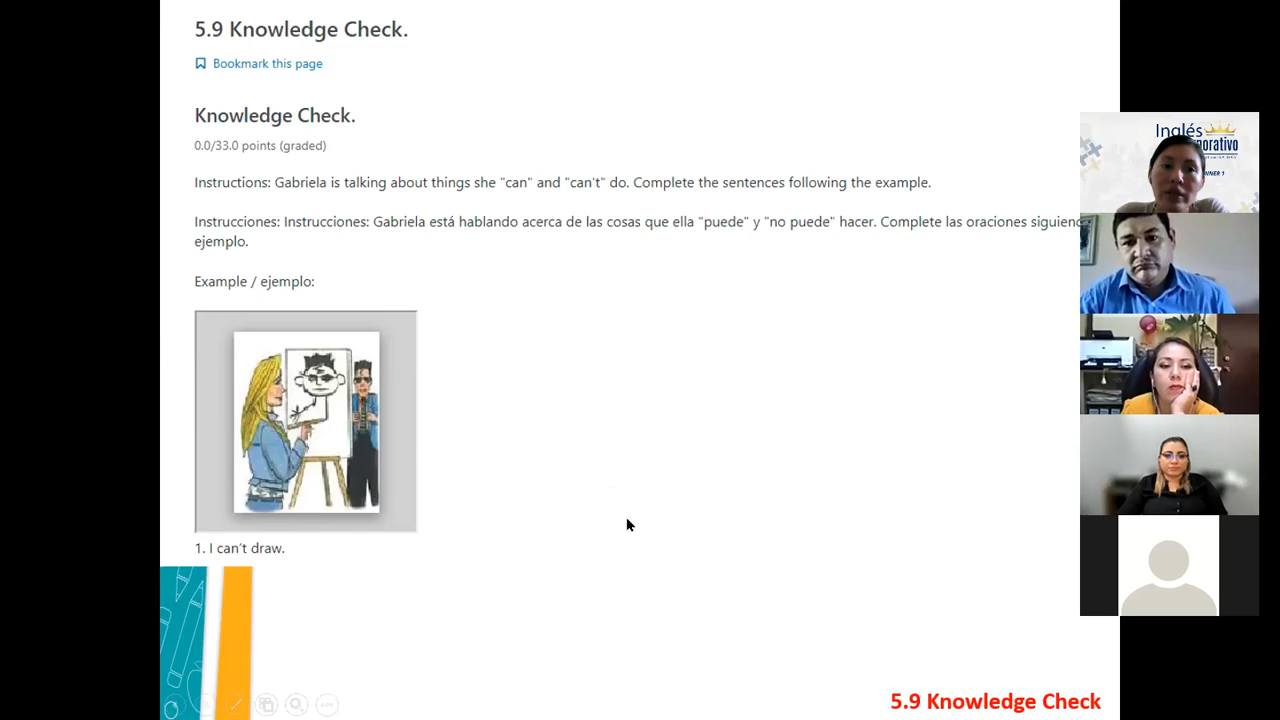 5.9 Knowledge Check.
Bookmark this page
Knowledge Check.
0.0/33.0 points (graded)
Instructions: Gabriela is talking about things she "can" and "can't" do. Complete the sentences following the example.
Instrucciones: Instrucciones: Gabriela está hablando acerca de las cosas que ella "puede" y "no puede" hacer. Complete las oraciones
ejemplo.
Example / ejemplo:
1. I can't draw.
5.9 Knowledge Check
Inglés